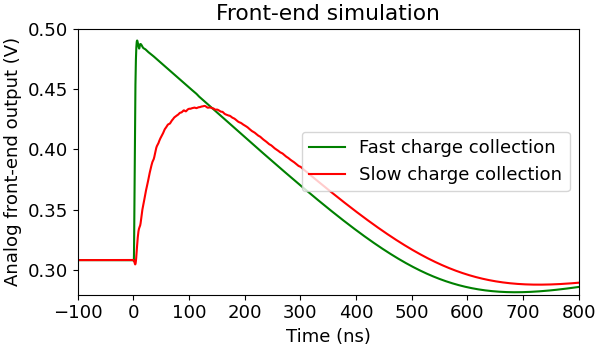 Front-end simulation
Analog front-end output (V)
0.50
0.45
0.40
0.35
0.30
Fast charge collection
Slow charge collection
−100 0 100 200 300 400 500 600 700 800
Time (ns)